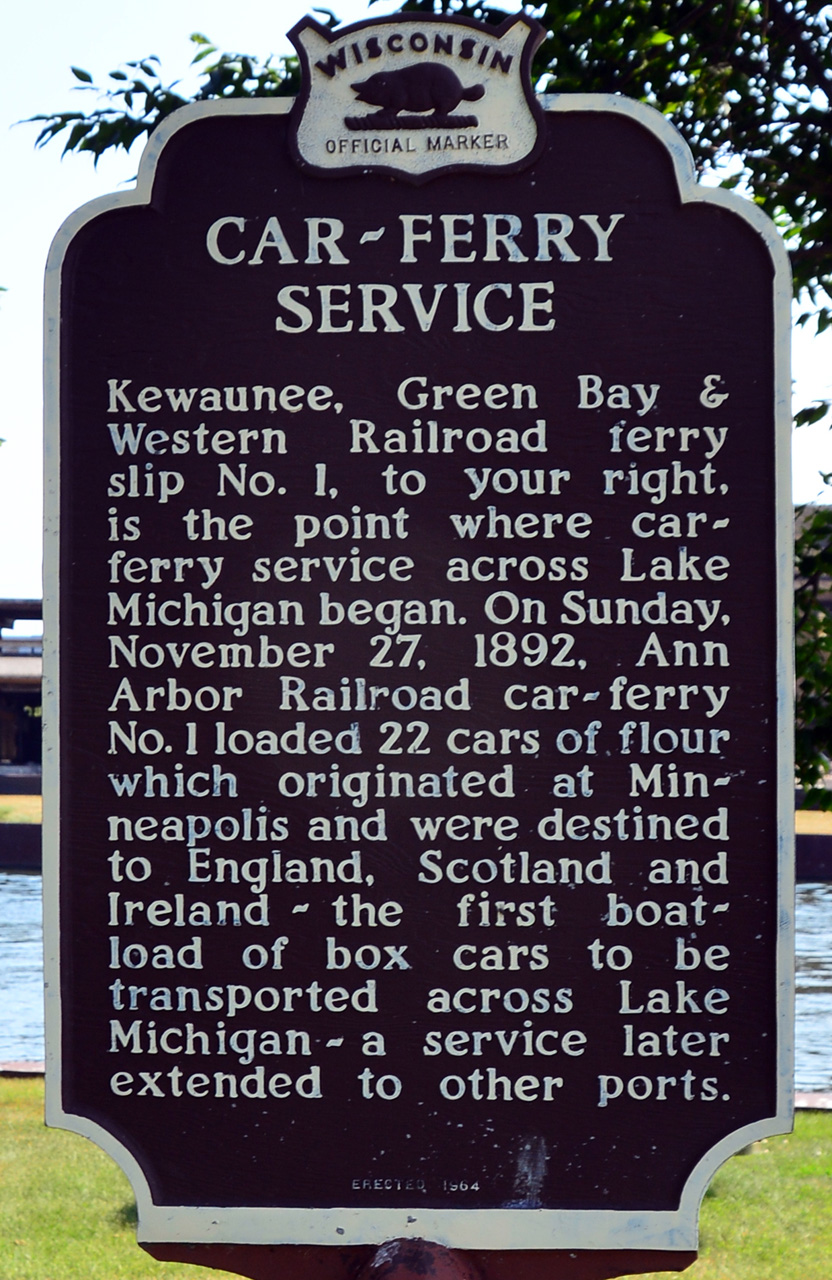 WISCONSIN
OFFICIAL MARKER
CAR-FERRY
SERVICE
Kewaunee, Green Bay &
Western Railroad ferry
slip No. 1, to your right,
is the point where car-
ferry service across Lake
Michigan began. On Sunday,
November 27, 1892, Ann
Arbor Railroad car-ferry
No. 1 loaded 22 cars of flour
which originated at Min-
neapolis and were destined
to England, Scotland and
Ireland - the first boat-
load of box cars to be
transported across Lake
Michigan - a service later
extended to other ports.
ERECTED 1964